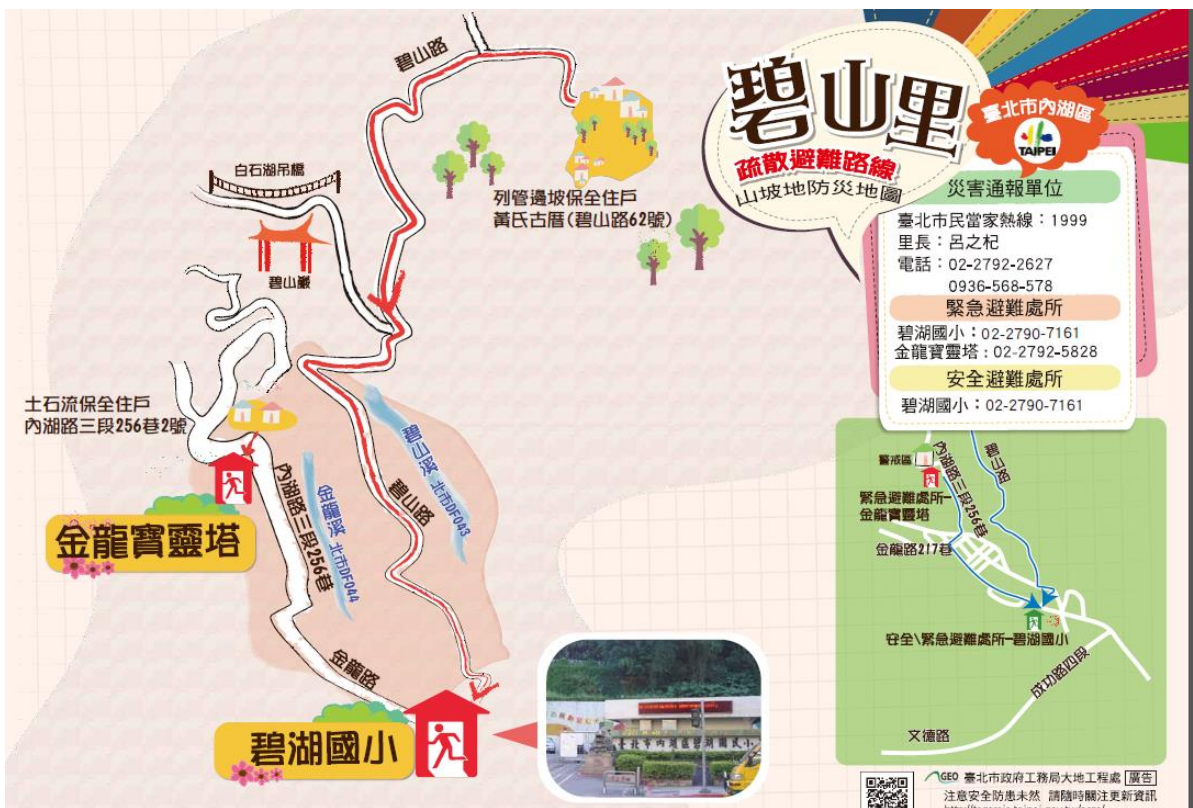 碧山里
疏散避難路線
山坡地防災地圖
臺北市內湖區
TAIPEI
災害通報單位
臺北市民當家熱線：1999
里長：呂之杞
電話：02-2792-2627
0936-568-578
緊急避難處所
碧湖國小：02-2790-7161
金龍寶靈塔：02-2792-5828
安全避難處所
碧湖國小：02-2790-7161
碧山路
列管邊坡保全住戶
黃氏古厝(碧山路62號)
白石湖吊橋
碧山巖
土石流保全住戶
內湖路三段256巷2號
金龍寶靈塔
內湖路三段256巷
金龍溪 北市DF044
碧山溪 北市DF043
碧山路
金龍路
碧湖國小
臺北市內湖區碧湖國民小
警戒區
內湖路三段256巷
碧山路
緊急避難處所-
金龍寶靈塔
金龍路217巷
安全\緊急避難處所-碧湖國小
成功路四段
文德路
GEO 臺北市政府工務局大地工程處 廣告
注意安全防患未然 請隨時關注更新資訊